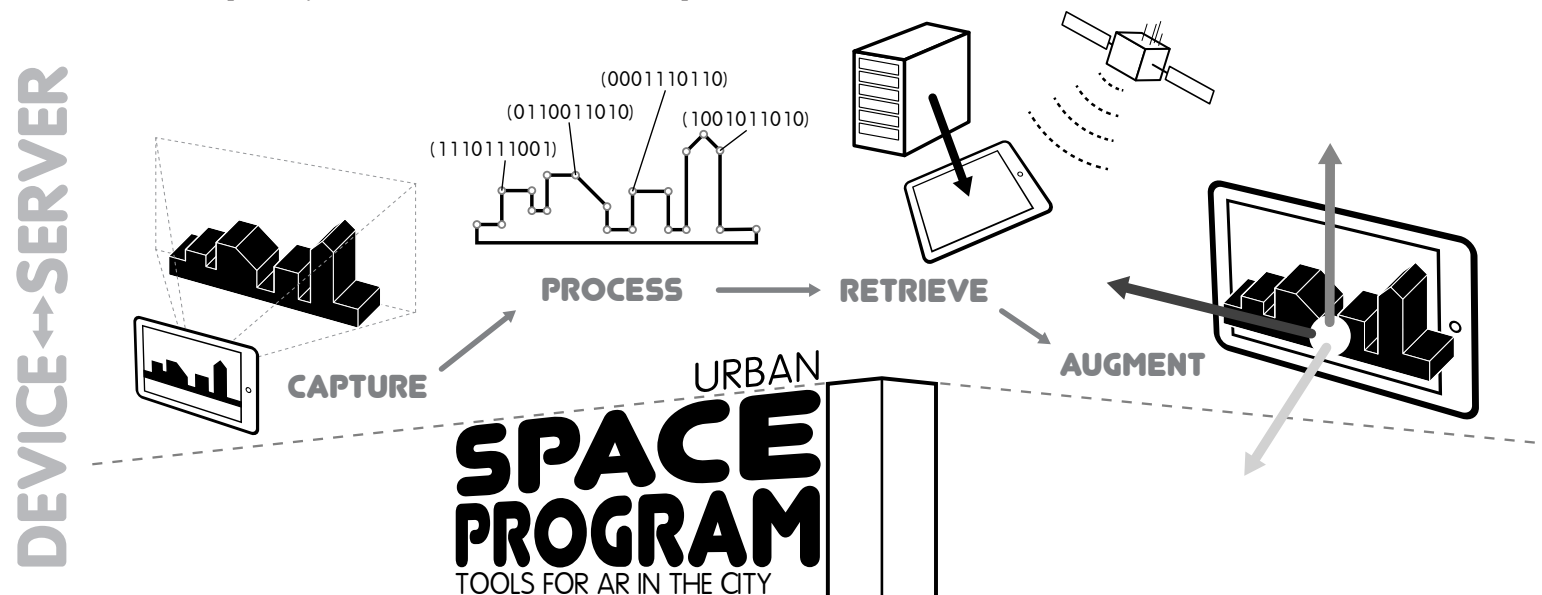 DEVICE↔SERVER
(0001110110)
(0110011010)
(1001011010)
(1110111001)
PROCESS
RETRIEVE
CAPTURE
AUGMENT
URBAN
SPACE
PROGRAM
TOOLS FOR AR IN THE CITY